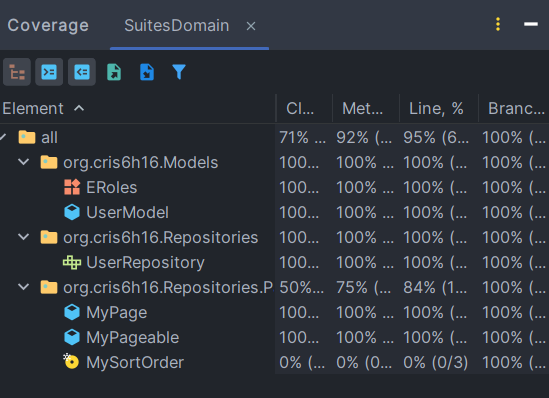 Coverage SuitesDomain ×
Element Cl... Met... Line, % Branc...
all 71% ... 92% (... 95% (6... 100% (...
org.cris6h16.Models 100... 100% ... 100% ... 100% (...
ERoles 100... 100% ... 100% ... 100% (...
UserModel 100... 100% ... 100% ... 100% (...
org.cris6h16.Repositories 100... 100% ... 100% ... 100% (...
UserRepository 100... 100% ... 100% ... 100% (...
org.cris6h16.Repositories.P 50%... 75% (... 84% (1... 100% (...
MyPage 100... 100% ... 100% ... 100% (...
MyPageable 100... 100% ... 100% ... 100% (...
MySortOrder 0% (... 0% (0... 0% (0/3) 100% (...